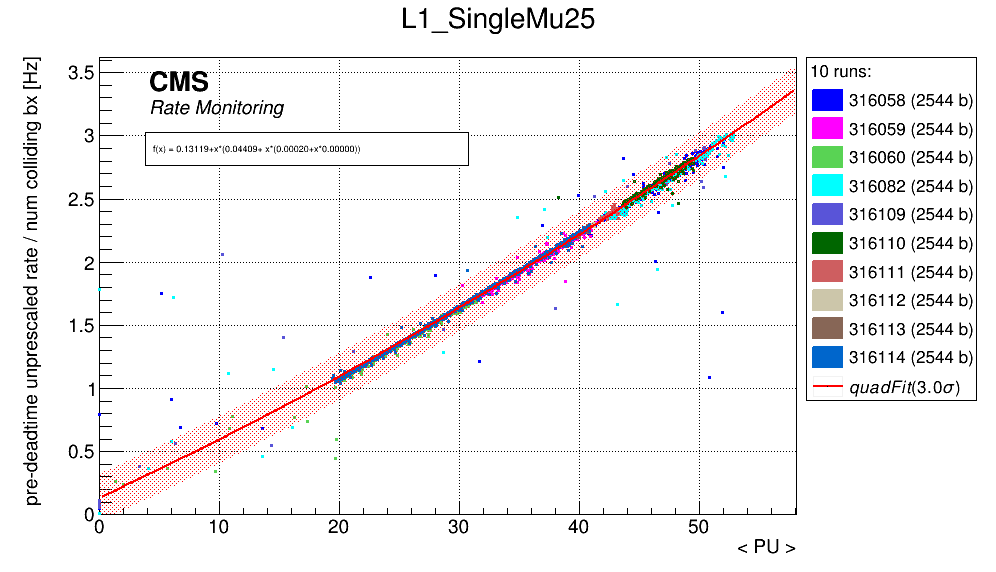 L1_SingleMu25
pre-deadtime unprescaled rate / num colliding bx [Hz]
CMS
Rate Monitoring
f(x) = 0.13119+x*(0.04409+ x*(0.00020+x*0.00000))
3.5
3
2.5
2
1.5
1
0.5
0
0 10 20 30 40 50
< PU >
10 runs:
316058 (2544 b)
316059 (2544 b)
316060 (2544 b)
316082 (2544 b)
316109 (2544 b)
316110 (2544 b)
316111 (2544 b)
316112 (2544 b)
316113 (2544 b)
316114 (2544 b)
quadFit(3.0σ)